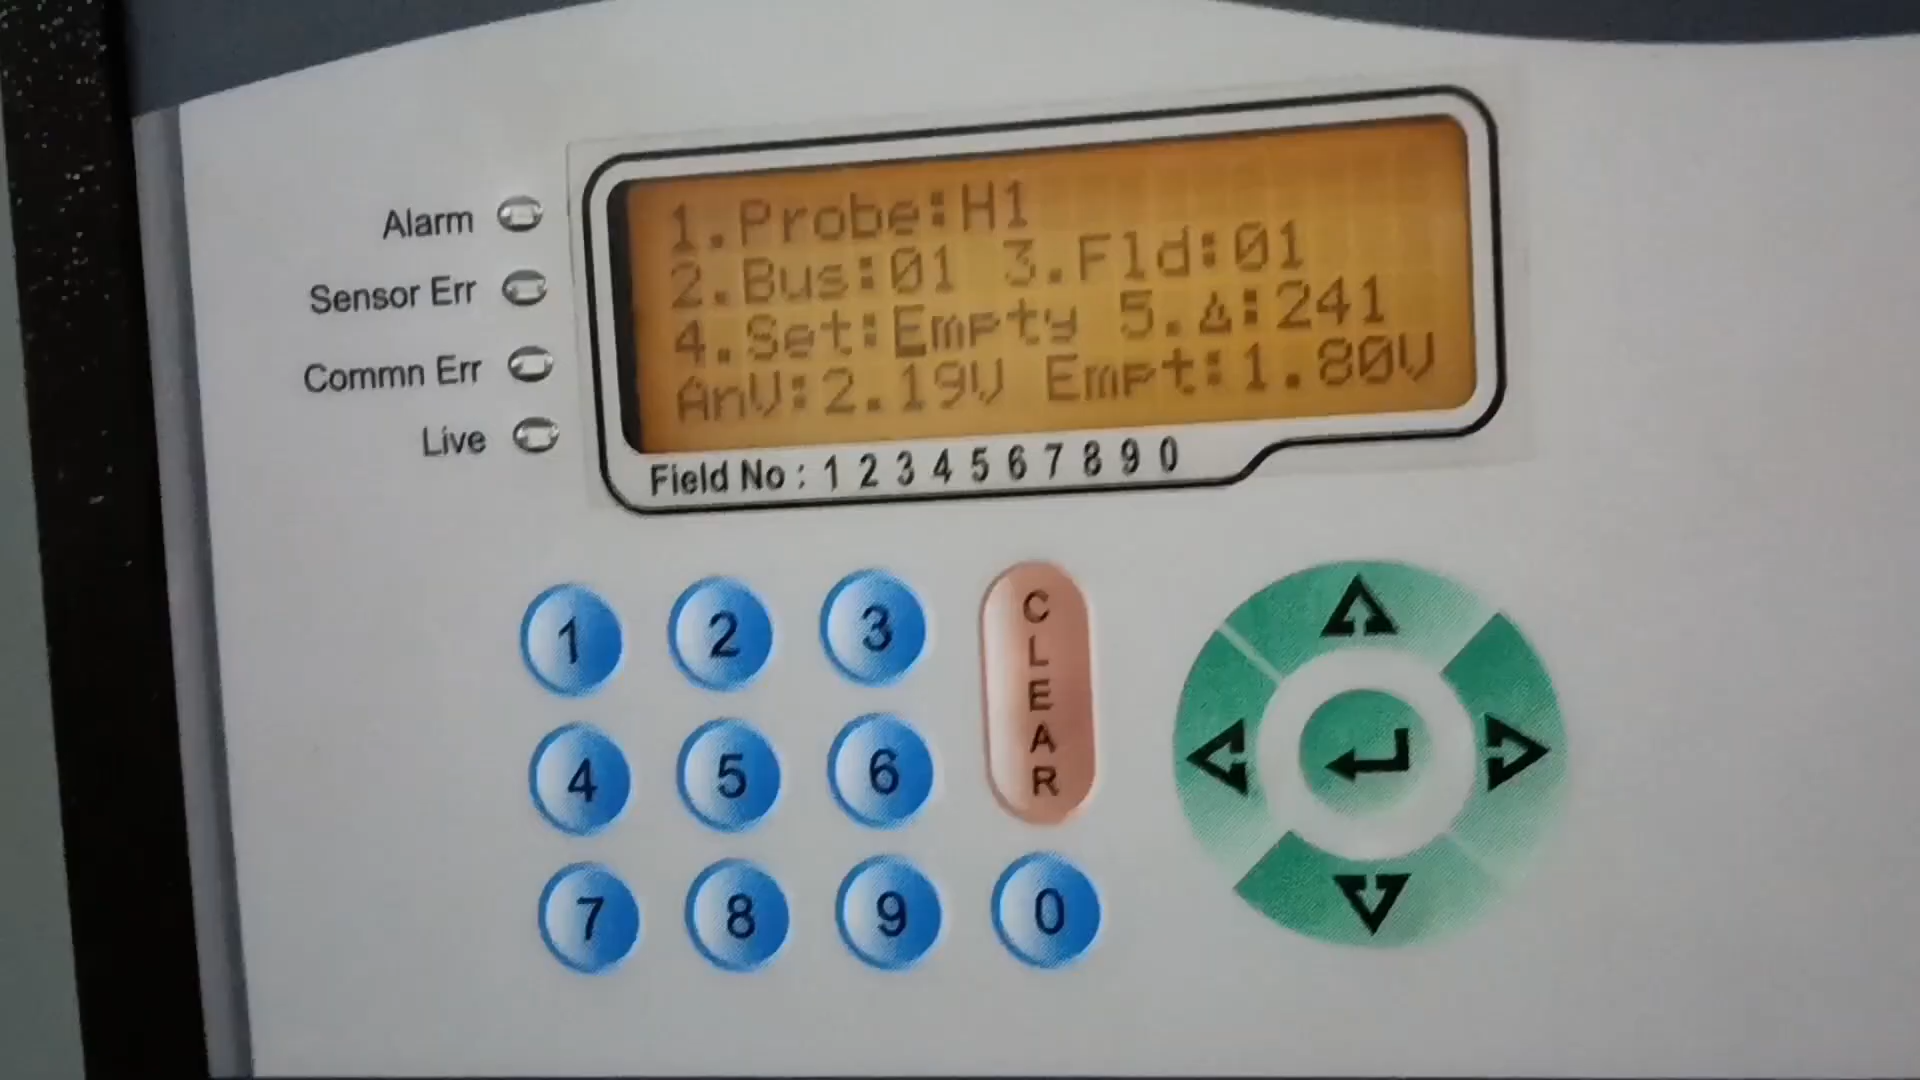 1.Probe:H1
2.Bus:01 3.Fld:01
4.Set:Empty 5.Δ:241
AnV:2.19V Empt:1.80V
Field No : 1 2 3 4 5 6 7 8 9 0
Alarm
Sensor Err
Commn Err
Live
1 2 3
4 5 6
7 8 9 0
CLEAR